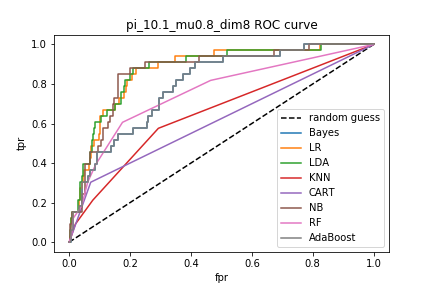 pi_10.1_mu0.8_dim8 ROC curve
tpr
1.0
0.8
0.6
0.4
0.2
0.0
random guess
Bayes
LR
LDA
KNN
CART
NB
RF
AdaBoost
0.0 0.2 0.4 0.6 0.8 1.0
fpr